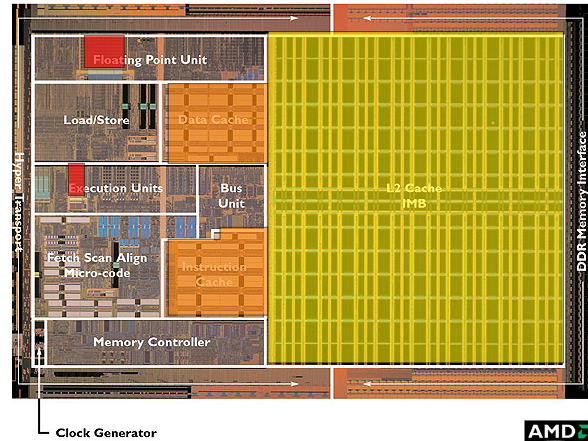 Floating Point Unit
Load/Store
Data Cache
Hyper Transport
Execution Units
Bus
Unit
L2 Cache
IMB
DDR Memory Interface
Fetch Scan Align
Micro-code
Instruction
Cache
Memory Controller
Clock Generator
AMD